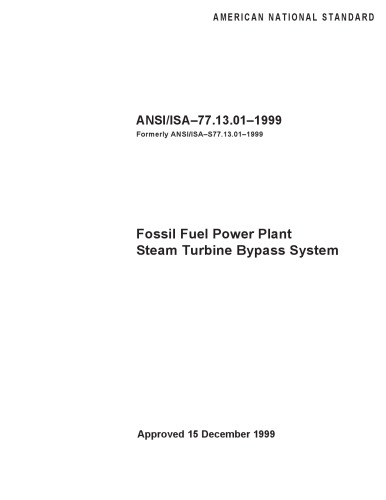 AMERICAN NATIONAL STANDARD
ANSI/ISA–77.13.01–1999
Formerly ANSI/ISA–S77.13.01–1999
Fossil Fuel Power Plant
Steam Turbine Bypass System
Approved 15 December 1999